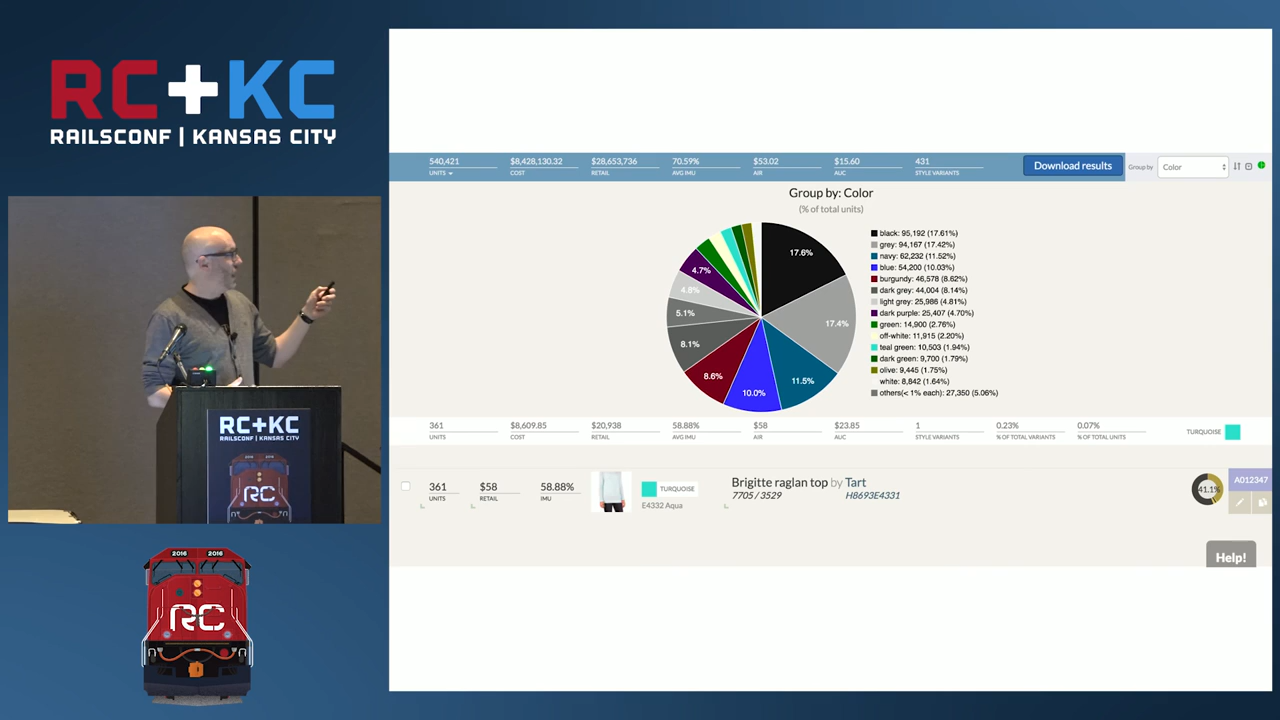 RC+KC
RAILSCONF | KANSAS CITY
540,421 $8,428,130.32 $28,653,736 70.59% $53.02 $15.60 431
UNITS COST RETAIL AVG IMU AIR AUC STYLE VARIANTS
Download results Group by Color
Group by: Color
(% of total units)
17.6%
17.4%
11.5%
10.0%
8.6%
8.1%
5.1%
4.8%
4.7%
black: 95,192 (17.61%)
grey: 94,167 (17.42%)
navy: 62,232 (11.52%)
blue: 54,200 (10.03%)
burgundy: 46,578 (8.62%)
dark grey: 44,004 (8.14%)
light grey: 25,986 (4.81%)
dark purple: 25,407 (4.70%)
green: 14,900 (2.76%)
off-white: 11,915 (2.20%)
teal green: 10,503 (1.94%)
dark green: 9,700 (1.79%)
olive: 9,445 (1.75%)
white: 8,842 (1.64%)
others(< 1% each): 27,350 (5.06%)
361 $8,609.85 $20,938 58.88% $58 $23.85 1 0.23% 0.07%
UNITS COST RETAIL AVG IMU AIR AUC STYLE VARIANTS % OF TOTAL VARIANTS % OF TOTAL UNITS
TURQUOISE
361 $58 58.88%
UNITS RETAIL IMU
TURQUOISE
E4332 Aqua
Brigitte raglan top by Tart
7705 / 3529 H8693E4331
41.1%
A012347
Help!
RC+KC
RAILSCONF | KANSAS CITY
RC
2016 2016
RC